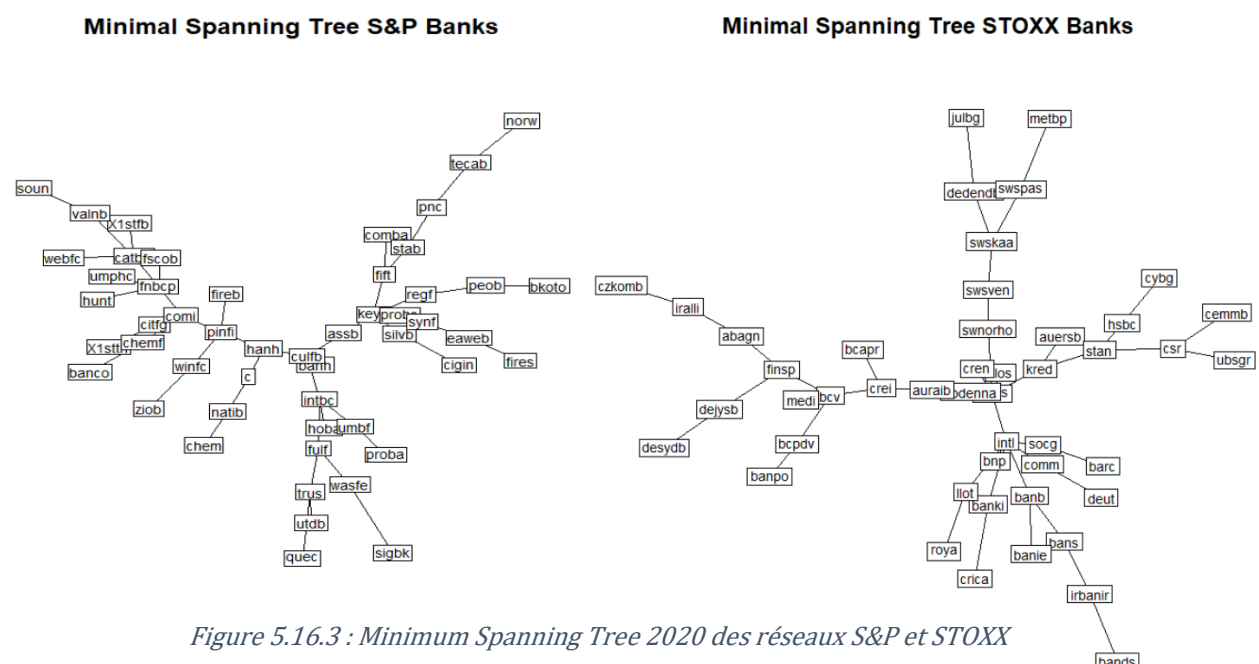 Minimal Spanning Tree S&P Banks
norw
tecab
soun
pnc
valnb
X1stfb
comba
stab
webfc
fscob
umphc
fnbcp
fift
hunt
fireb
regf
peob
bkoto
comi
citfg
pinfi
assb
silvb
synf
chemf
hanh
culfb
eaweb
banco
winfc
c
cigin
fires
ziob
natib
intbc
chem
umbf
fulf
proba
trus
wasfe
utdb
quec
sigbk
Minimal Spanning Tree STOXX Banks
julbg
metbp
swspas
swskaa
czkomb
swsven
cybg
iralli
abagn
swnorho
hsbc
cemmb
auersb
bcapr
cren
stan
csr
finsp
kred
ubsgr
crei
auraib
medi
bcv
dejysb
desydb
bcpdv
intl
socg
bnp
comm
barc
banpo
llot
banki
banb
deut
roya
banie
bans
crica
irbanir
bands
Figure 5.16.3 : Minimum Spanning Tree 2020 des réseaux S&P et STOXX